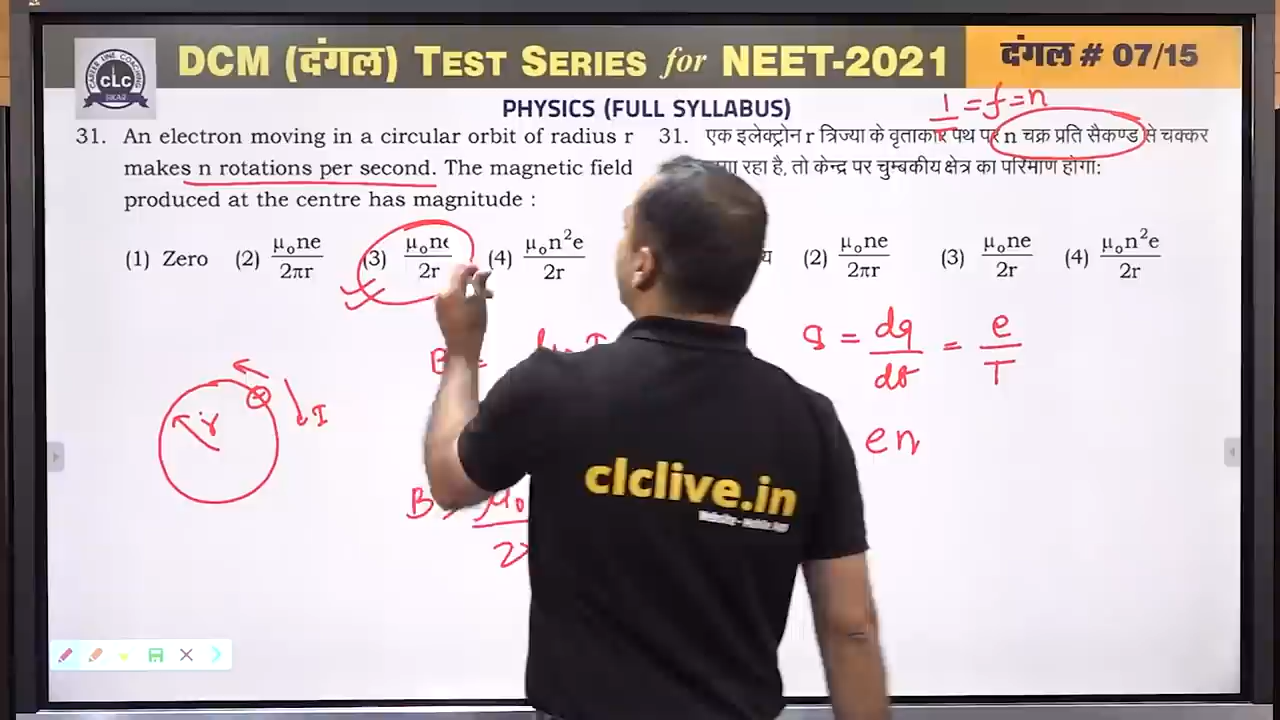 CLC
SIKAR
DCM (दंगल) TEST SERIES for NEET-2021
दंगल # 07/15
PHYSICS (FULL SYLLABUS)
1/T = f = n
31. An electron moving in a circular orbit of radius r
makes n rotations per second. The magnetic field
produced at the centre has magnitude :
(1) Zero (2) μ₀ne/2πr (3) μ₀ne/2r (4) μ₀n²e/2r
31. एक इलेक्ट्रोन r त्रिज्या के वृताकार पथ पर n चक्र प्रति सैकण्ड से चक्कर
रहा है, तो केन्द्र पर चुम्बकीय क्षेत्र का परिमाण होगा:
(2) μ₀ne/2πr (3) μ₀ne/2r (4) μ₀n²e/2r
r
I
B =
= dq/dt = e/T
en
B = μ₀
clclive.in